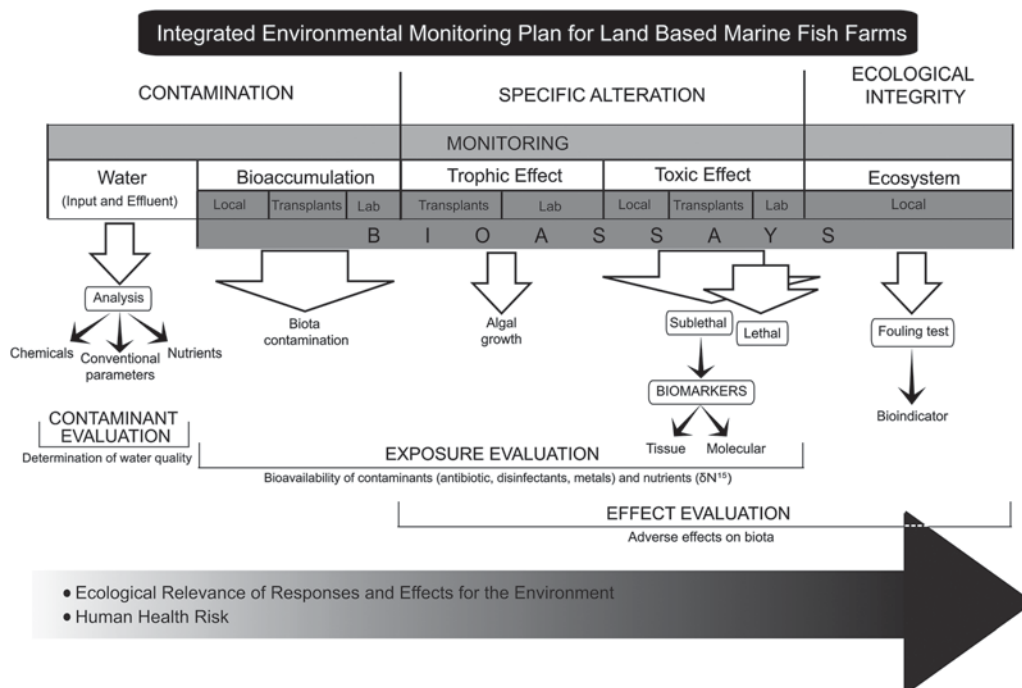 Integrated Environmental Monitoring Plan for Land Based Marine Fish Farms
CONTAMINATION
SPECIFIC ALTERATION
ECOLOGICAL
INTEGRITY
MONITORING
Water
(Input and Effluent)
Bioaccumulation
Trophic Effect
Toxic Effect
Ecosystem
Local
Transplants
Lab
Transplants
Lab
Local
Transplants
Lab
Local
B I O A S S A Y S
Analysis
Chemicals
Conventional
parameters
Nutrients
Biota
contamination
Algal
growth
Sublethal
Lethal
BIOMARKERS
Tissue
Molecular
Fouling test
Bioindicator
CONTAMINANT
EVALUATION
Determination of water quality
EXPOSURE EVALUATION
Bioavailability of contaminants (antibiotic, disinfectants, metals) and nutrients (δN¹⁵)
EFFECT EVALUATION
Adverse effects on biota
• Ecological Relevance of Responses and Effects for the Environment
• Human Health Risk